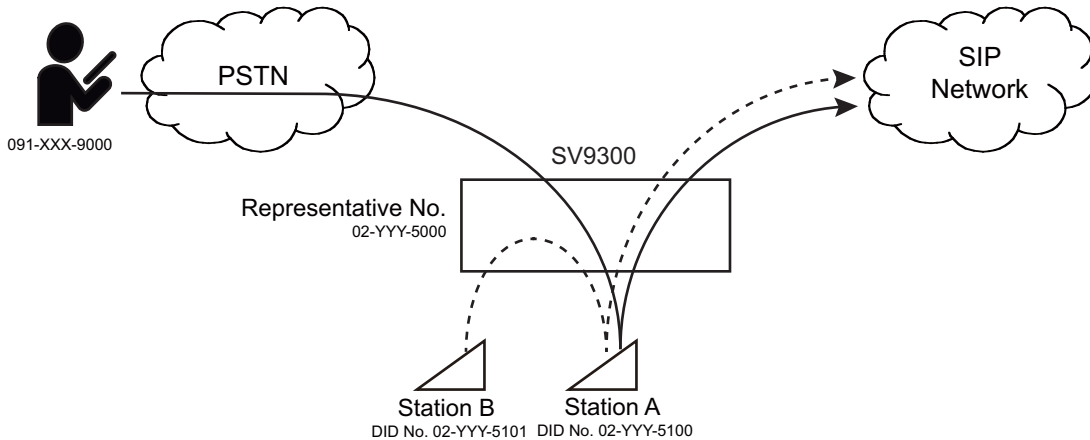 PSTN
SIP
Network
091-XXX-9000
SV9300
Representative No.
02-YYY-5000
Station B
DID No. 02-YYY-5101
Station A
DID No. 02-YYY-5100